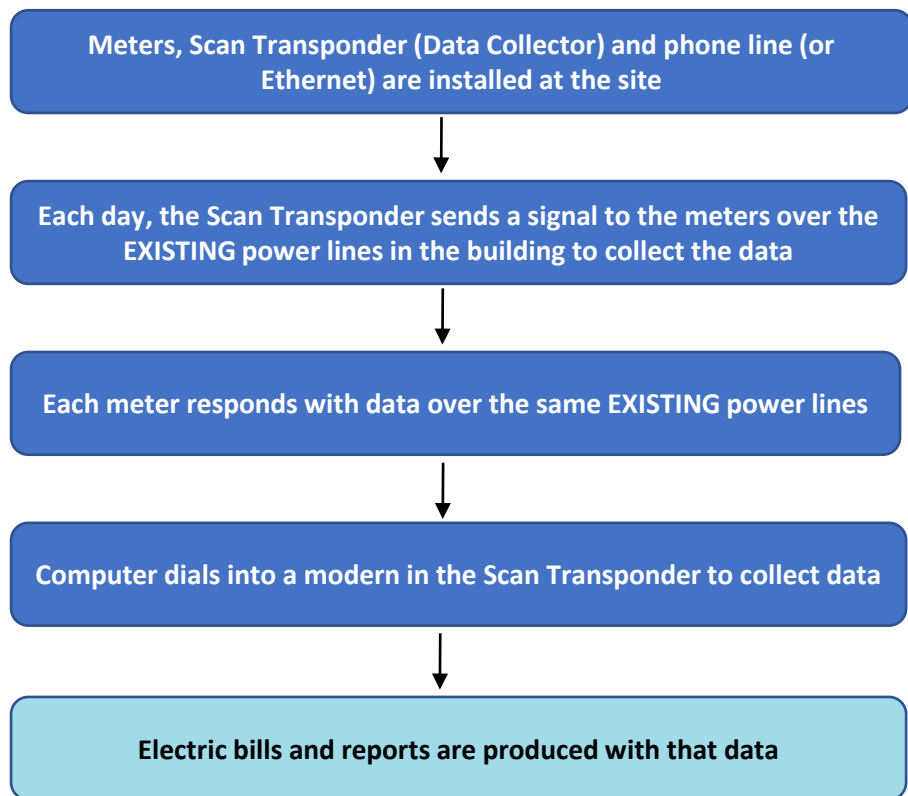 Meters, Scan Transponder (Data Collector) and phone line (or
Ethernet) are installed at the site
Each day, the Scan Transponder sends a signal to the meters over the
EXISTING power lines in the building to collect the data
Each meter responds with data over the same EXISTING power lines
Computer dials into a modern in the Scan Transponder to collect data
Electric bills and reports are produced with that data